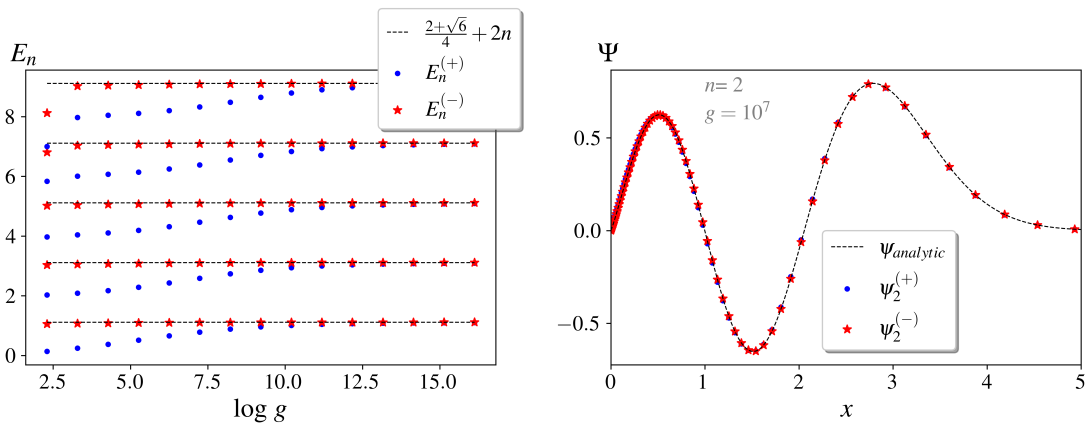 E_n
(2+√6)/4 + 2n
E_n^(+)
E_n^(−)
8
6
4
2
0
2.5 5.0 7.5 10.0 12.5 15.0
log g
Ψ
n= 2
g = 10^7
0.5
0.0
−0.5
ψ_analytic
ψ_2^(+)
ψ_2^(−)
0 1 2 3 4 5
x